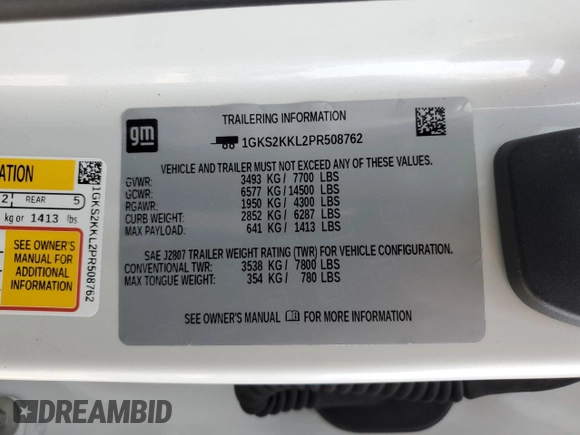 TRAILERING INFORMATION
gm
1GKS2KKL2PR508762
VEHICLE AND TRAILER MUST NOT EXCEED ANY OF THESE VALUES.
GVWR: 3493 KG/ 7700 LBS
GCWR: 6577 KG/14500 LBS
RGAWR: 1950 KG/ 4300 LBS
CURB WEIGHT: 2852 KG/ 6287 LBS
MAX PAYLOAD: 641 KG/ 1413 LBS
SAE J2807 TRAILER WEIGHT RATING (TWR) FOR VEHICLE CONFIGURATION.
CONVENTIONAL TWR: 3538 KG/ 7800 LBS
MAX TONGUE WEIGHT: 354 KG/ 780 LBS
SEE OWNER'S MANUAL FOR MORE INFORMATION
2 REAR 5
kg or 1413 lbs
SEE OWNER'S
MANUAL FOR
ADDITIONAL
INFORMATION
1GKS2KKL2PR508762
DREAMBID